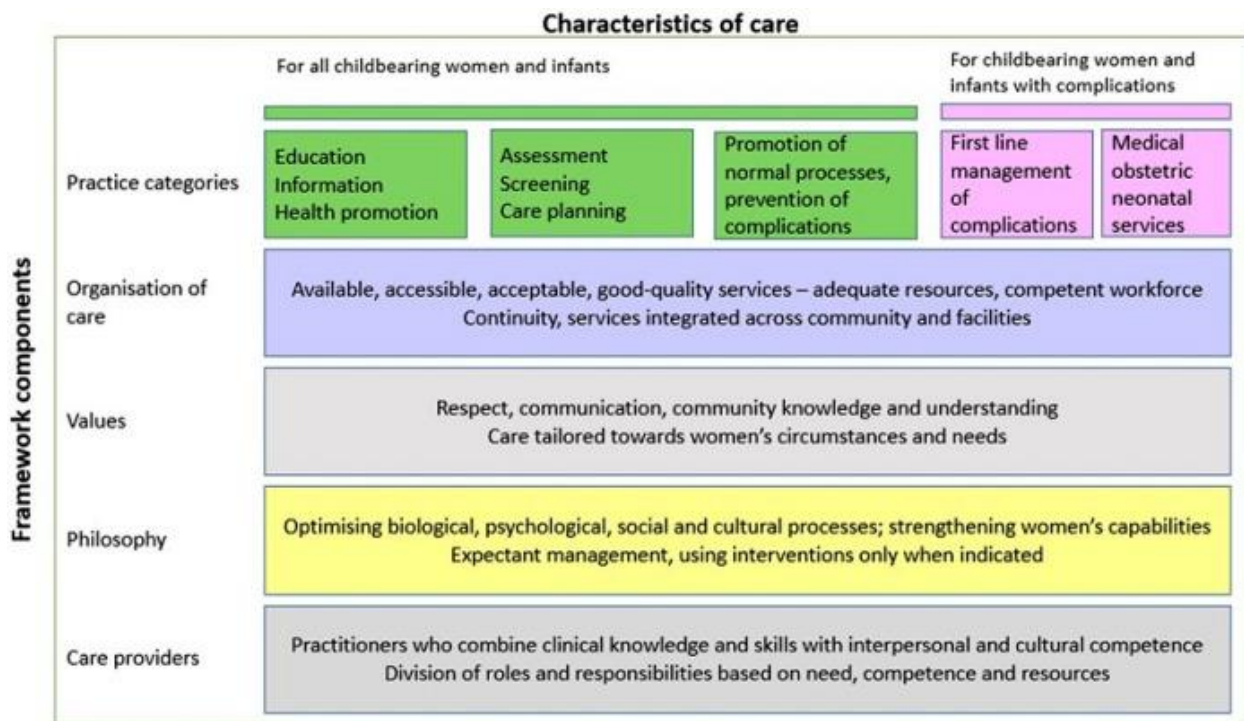 Characteristics of care
For all childbearing women and infants
For childbearing women and
infants with complications
Framework components
Practice categories
Education
Information
Health promotion
Assessment
Screening
Care planning
Promotion of
normal processes,
prevention of
complications
First line
management
of
complications
Medical
obstetric
neonatal
services
Organisation of
care
Available, accessible, acceptable, good-quality services – adequate resources, competent workforce
Continuity, services integrated across community and facilities
Values
Respect, communication, community knowledge and understanding
Care tailored towards women's circumstances and needs
Philosophy
Optimising biological, psychological, social and cultural processes; strengthening women's capabilities
Expectant management, using interventions only when indicated
Care providers
Practitioners who combine clinical knowledge and skills with interpersonal and cultural competence
Division of roles and responsibilities based on need, competence and resources